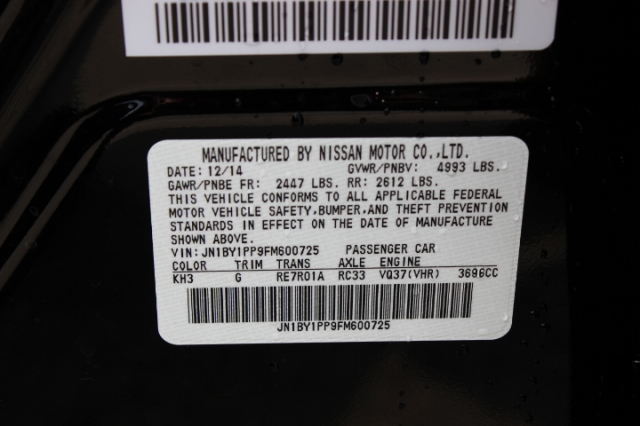 MANUFACTURED BY NISSAN MOTOR CO.,LTD.
DATE: 12/14 GVWR/PNBV: 4993 LBS.
GAWR/PNBE FR: 2447 LBS. RR: 2612 LBS.
THIS VEHICLE CONFORMS TO ALL APPLICABLE FEDERAL
MOTOR VEHICLE SAFETY,BUMPER,AND THEFT PREVENTION
STANDARDS IN EFFECT ON THE DATE OF MANUFACTURE
SHOWN ABOVE.
VIN: JN1BY1PP9FM600725 PASSENGER CAR
COLOR TRIM TRANS AXLE ENGINE
KH3 G RE7R01A RC33 VQ37(VHR) 3696CC
JN1BY1PP9FM600725